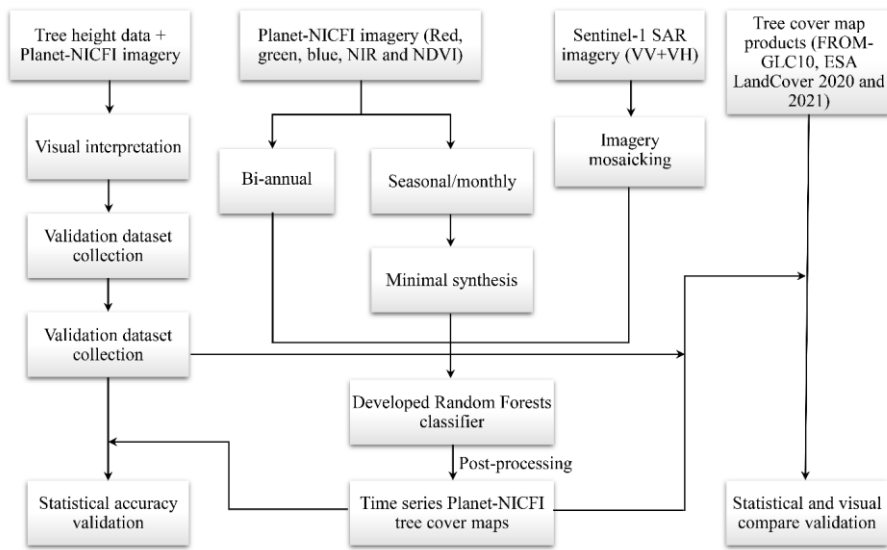 Tree height data +
Planet-NICFI imagery
Planet-NICFI imagery (Red,
green, blue, NIR and NDVI)
Sentinel-1 SAR
imagery (VV+VH)
Tree cover map
products (FROM-
GLC10, ESA
LandCover 2020 and
2021)
Visual interpretation
Bi-annual
Seasonal/monthly
Imagery
mosaicking
Validation dataset
collection
Minimal synthesis
Validation dataset
collection
Developed Random Forests
classifier
Post-processing
Statistical accuracy
validation
Time series Planet-NICFI
tree cover maps
Statistical and visual
compare validation